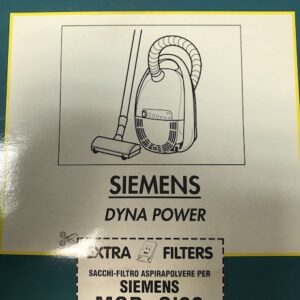 SIEMENS
DYNA POWER
EXTRA FILTERS
SACCHI-FILTRO ASPIRAPOLVERE PER
SIEMENS